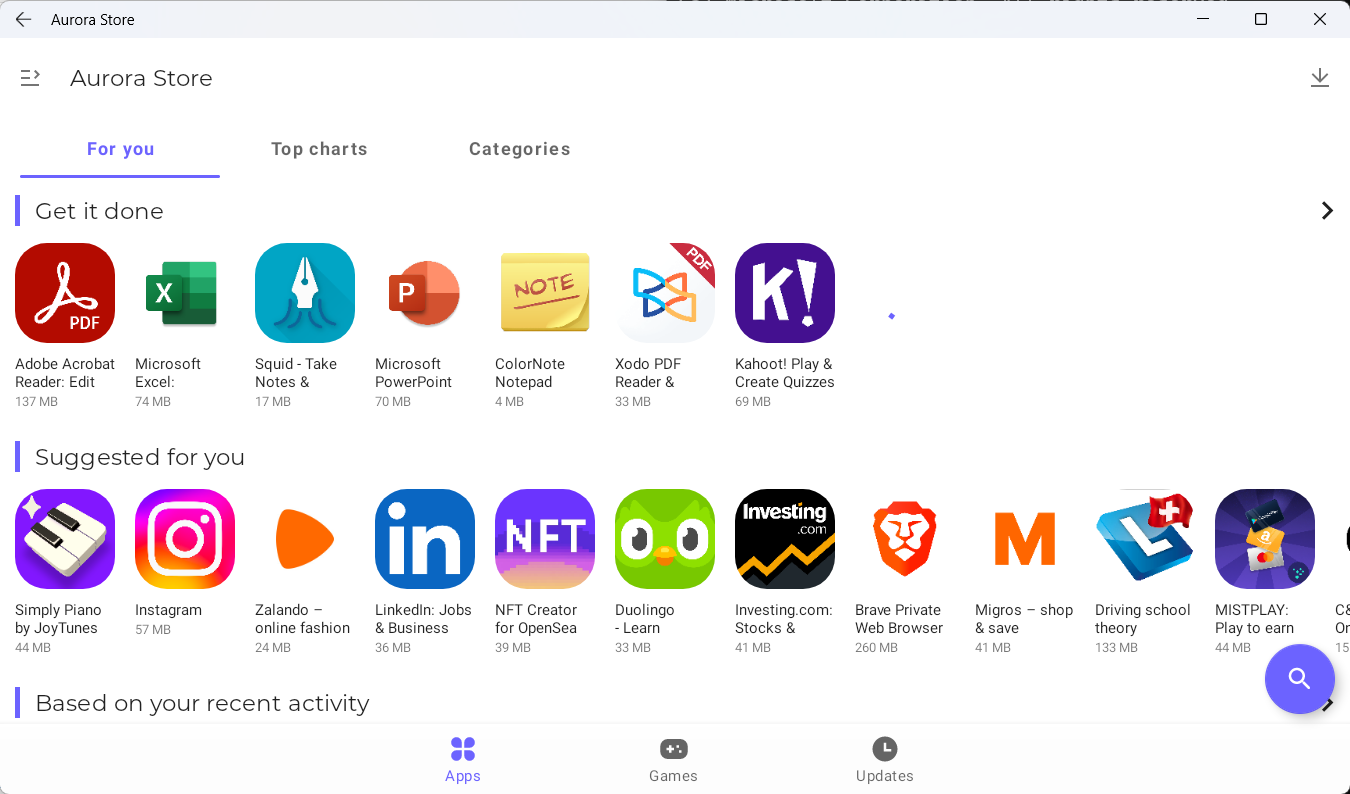 Aurora Store
Aurora Store
For you
Top charts
Categories
Get it done
PDF
X
P
NOTE
PDF
K!
Adobe Acrobat
Reader: Edit
137 MB
Microsoft
Excel:
74 MB
Squid - Take
Notes &
17 MB
Microsoft
PowerPoint
70 MB
ColorNote
Notepad
4 MB
Xodo PDF
Reader &
33 MB
Kahoot! Play &
Create Quizzes
69 MB
Suggested for you
in
NFT
Investing
.com
M
L
a
Simply Piano
by JoyTunes
44 MB
Instagram
57 MB
Zalando –
online fashion
24 MB
LinkedIn: Jobs
& Business
36 MB
NFT Creator
for OpenSea
39 MB
Duolingo
- Learn
33 MB
Investing.com:
Stocks &
41 MB
Brave Private
Web Browser
260 MB
Migros – shop
& save
41 MB
Driving school
theory
133 MB
MISTPLAY:
Play to earn
44 MB
Based on your recent activity
Apps
Games
Updates